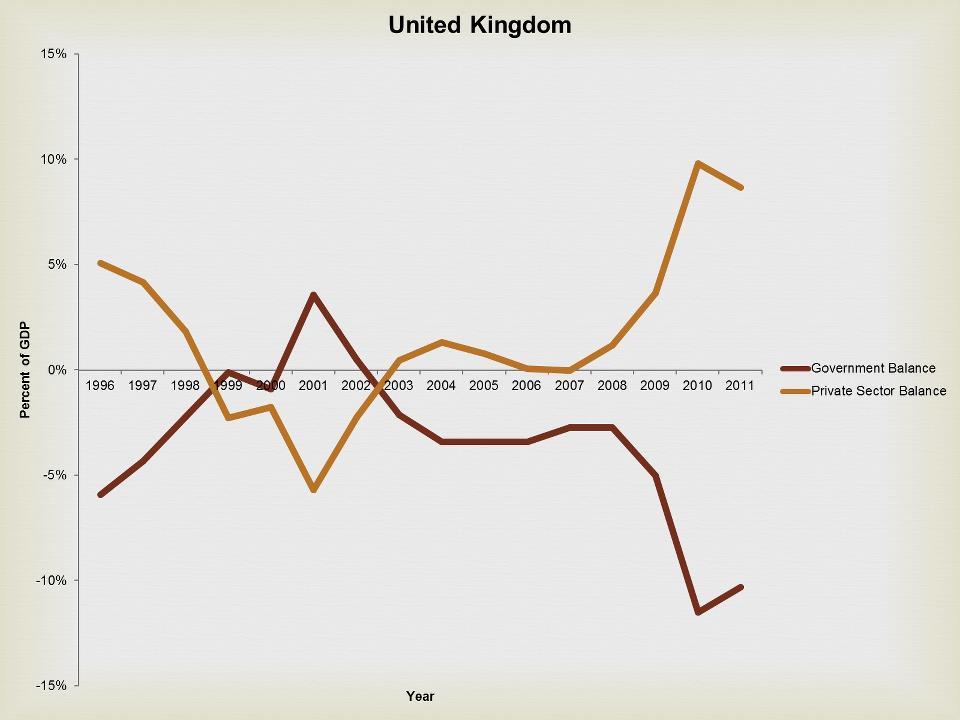 United Kingdom
15%
10%
5%
0%
-5%
-10%
-15%
Percent of GDP
1996 1997 1998 1999 2000 2001 2002 2003 2004 2005 2006 2007 2008 2009 2010 2011
Year
Government Balance
Private Sector Balance